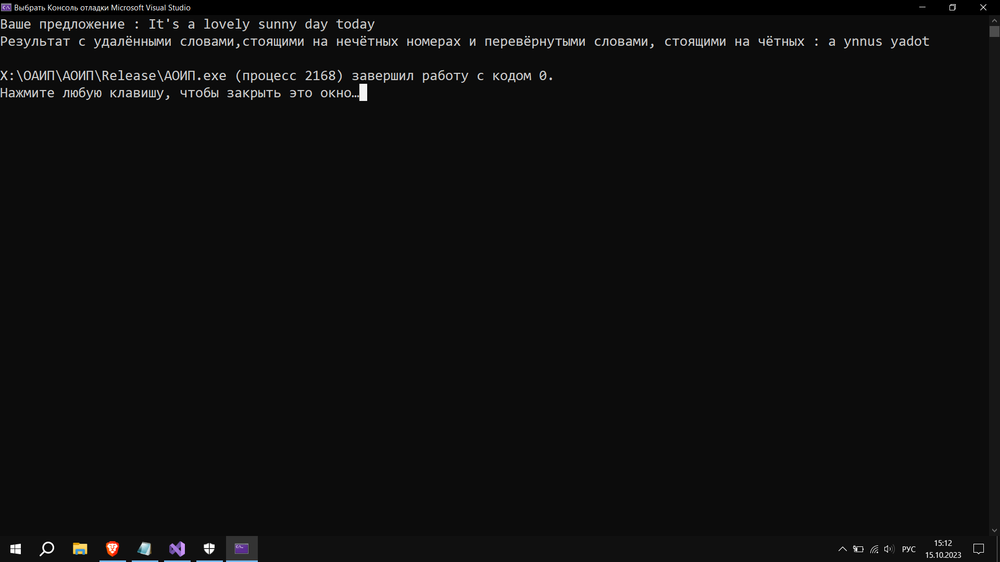 Выбрать Консоль отладки Microsoft Visual Studio
Ваше предложение : It's a lovely sunny day today
Результат с удалёнными словами,стоящими на нечётных номерах и перевёрнутыми словами, стоящими на чётных : a ynnus yadot
X:\ОАИП\АОИП\Release\АОИП.exe (процесс 2168) завершил работу с кодом 0.
Нажмите любую клавишу, чтобы закрыть это окно…
РУС
15:12
15.10.2023